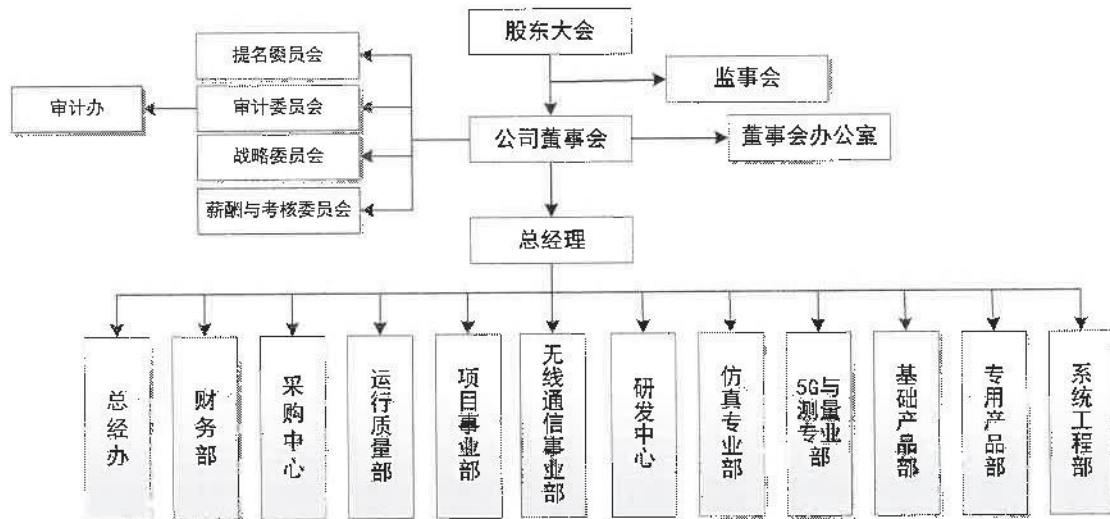 股东大会
提名委员会
监事会
审计办
审计委员会
公司董事会
董事会办公室
战略委员会
薪酬与考核委员会
总经理
总经办
财务部
采购中心
运行质量部
项目事业部
无线通信事业部
研发中心
仿真专业部
5G与量业
测专部
基础产品部
专用产品部
系统工程部